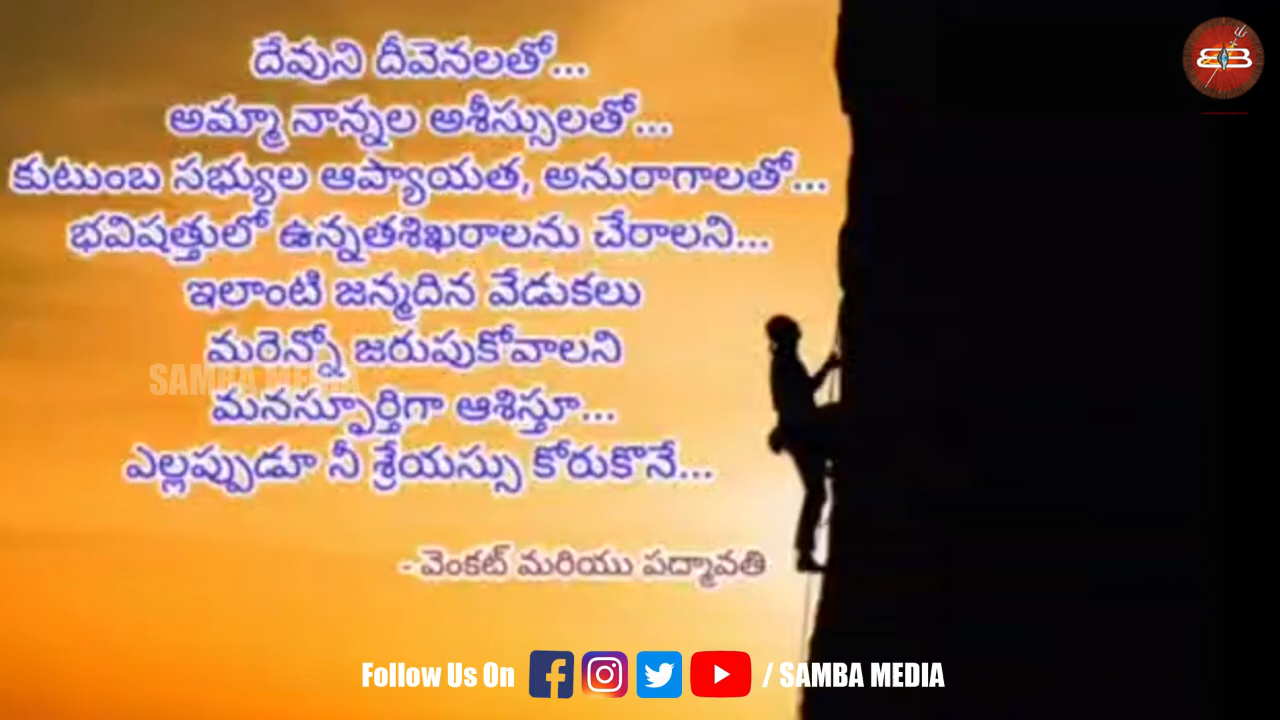 దేవుని దీవెనలతో...
అమ్మా నాన్నల అశీస్సులతో...
కుటుంబ సభ్యుల ఆప్యాయత, అనురాగాలతో...
భవిషత్తులో ఉన్నతశిఖరాలను చేరాలని...
ఇలాంటి జన్మదిన వేడుకలు
మరెన్నో జరుపుకోవాలని
SAMBA MEDIA
మనస్ఫూర్తిగా ఆశిస్తూ...
ఎల్లప్పుడూ నీ శ్రేయస్సు కోరుకొనే...
- వెంకట్ మరియు పద్మావతి
Follow Us On / SAMBA MEDIA